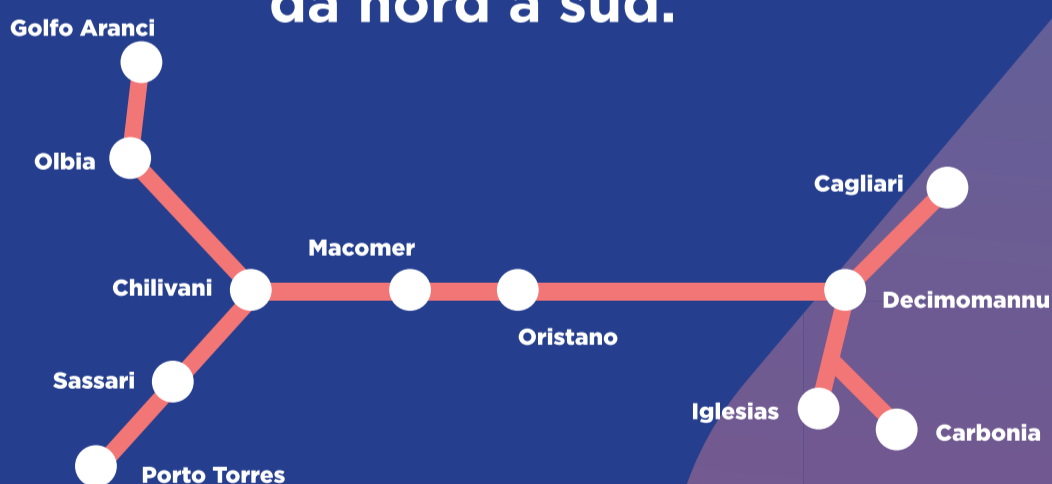 da nord a sud.
Golfo Aranci
Olbia
Cagliari
Macomer
Chilivani
Decimomannu
Oristano
Sassari
Iglesias
Carbonia
Porto Torres